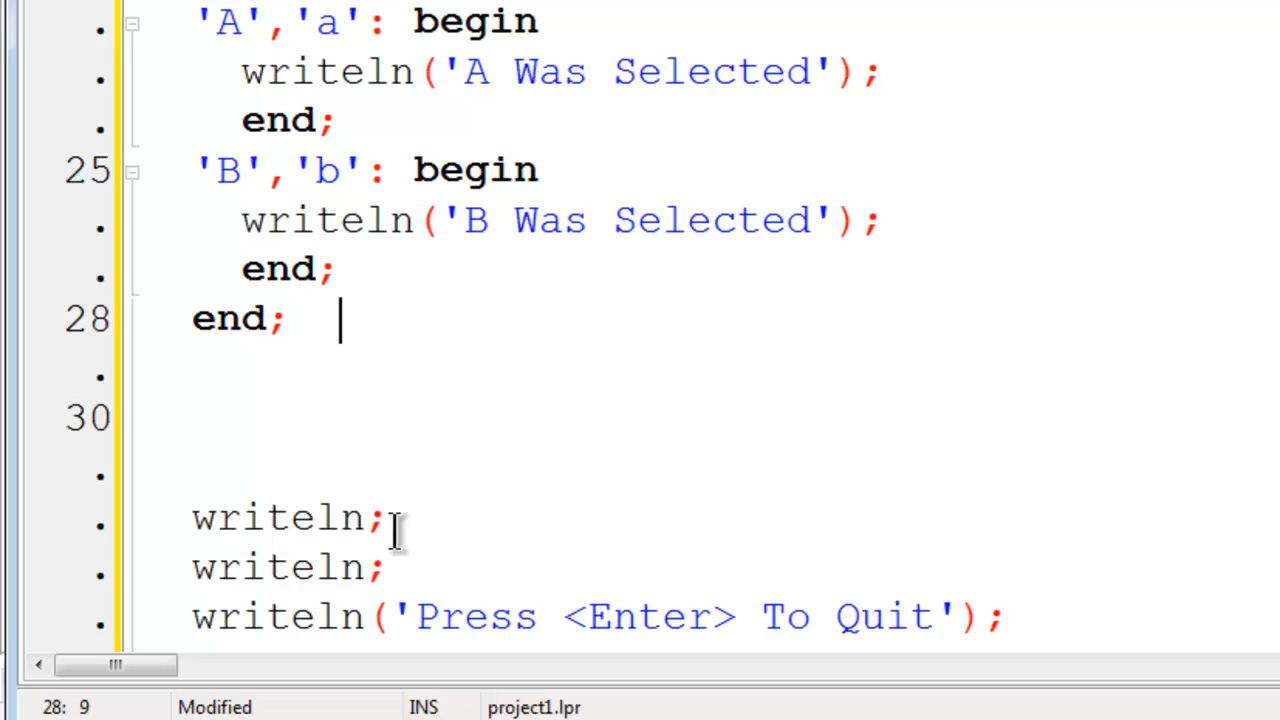 . 'A','a': begin
. writeln('A Was Selected');
. end;
25 'B','b': begin
. writeln('B Was Selected');
. end;
28 end;
.
30
.
. writeln;
. writeln;
. writeln('Press <Enter> To Quit');
28: 9 Modified INS project1.lpr